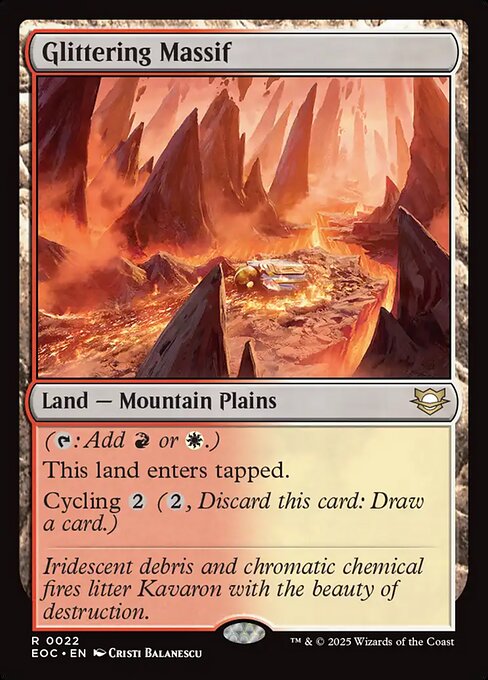 Glittering Massif
Land — Mountain Plains
(T: Add R or W.)
This land enters tapped.
Cycling 2 (2, Discard this card: Draw
a card.)
Iridescent debris and chromatic chemical
fires litter Kavaron with the beauty of
destruction.
R 0022
EOC • EN CRISTI BALANESCU
™ & © 2025 Wizards of the Coast